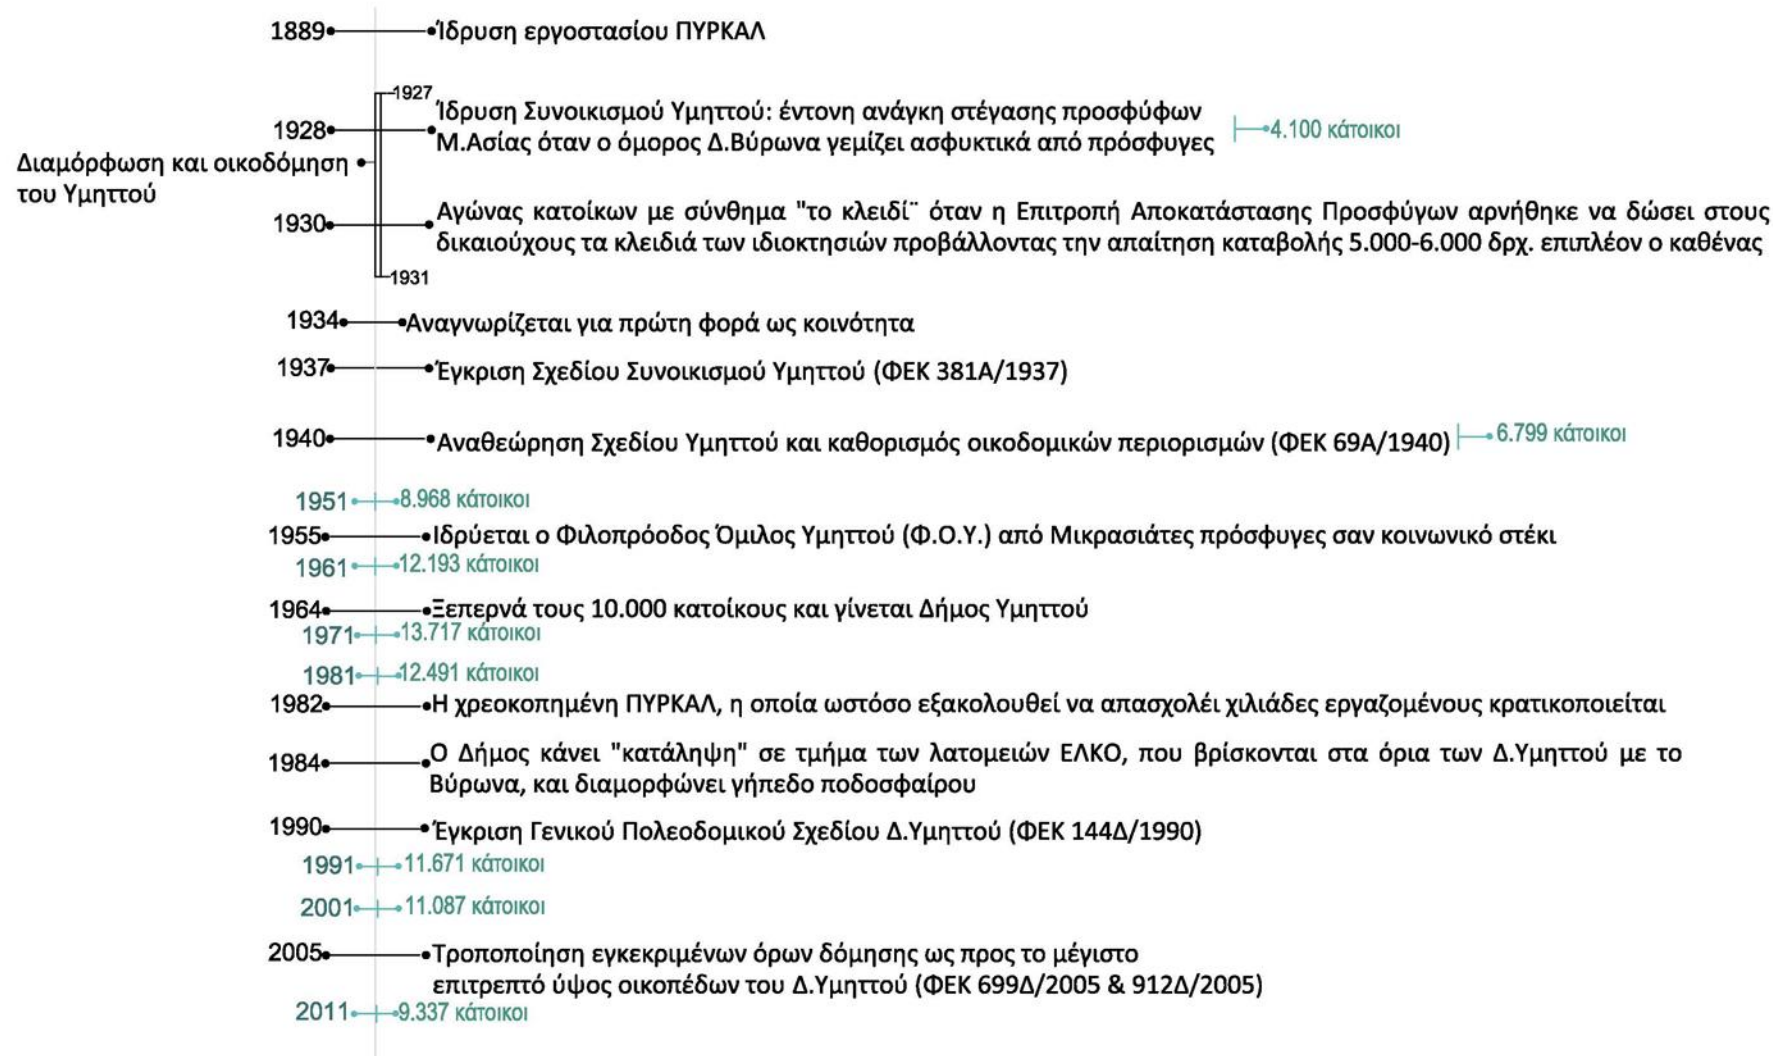 1889 Ίδρυση εργοστασίου ΠΥΡΚΑΛ
1927
1928 Ίδρυση Συνοικισμού Υμηττού: έντονη ανάγκη στέγασης προσφύφων
Μ.Ασίας όταν ο όμορος Δ.Βύρωνα γεμίζει ασφυκτικά από πρόσφυγες
4.100 κάτοικοι
Διαμόρφωση και οικοδόμηση
του Υμηττού
1930 Αγώνας κατοίκων με σύνθημα "το κλειδί¨ όταν η Επιτροπή Αποκατάστασης Προσφύγων αρνήθηκε να δώσει στους
δικαιούχους τα κλειδιά των ιδιοκτησιών προβάλλοντας την απαίτηση καταβολής 5.000-6.000 δρχ. επιπλέον ο καθένας
1931
1934 Αναγνωρίζεται για πρώτη φορά ως κοινότητα
1937 Έγκριση Σχεδίου Συνοικισμού Υμηττού (ΦΕΚ 381Α/1937)
1940 Αναθεώρηση Σχεδίου Υμηττού και καθορισμός οικοδομικών περιορισμών (ΦΕΚ 69Α/1940) 6.799 κάτοικοι
1951 8.968 κάτοικοι
1955 Ιδρύεται ο Φιλοπρόοδος Όμιλος Υμηττού (Φ.Ο.Υ.) από Μικρασιάτες πρόσφυγες σαν κοινωνικό στέκι
1961 12.193 κάτοικοι
1964 Ξεπερνά τους 10.000 κατοίκους και γίνεται Δήμος Υμηττού
1971 13.717 κάτοικοι
1981 12.491 κάτοικοι
1982 Η χρεοκοπημένη ΠΥΡΚΑΛ, η οποία ωστόσο εξακολουθεί να απασχολέι χιλιάδες εργαζομένους κρατικοποιείται
1984 Ο Δήμος κάνει "κατάληψη" σε τμήμα των λατομειών ΕΛΚΟ, που βρίσκονται στα όρια των Δ.Υμηττού με το
Βύρωνα, και διαμορφώνει γήπεδο ποδοσφαίρου
1990 Έγκριση Γενικού Πολεοδομικού Σχεδίου Δ.Υμηττού (ΦΕΚ 144Δ/1990)
1991 11.671 κάτοικοι
2001 11.087 κάτοικοι
2005 Τροποποίηση εγκεκριμένων όρων δόμησης ως προς το μέγιστο
επιτρεπτό ύψος οικοπέδων του Δ.Υμηττού (ΦΕΚ 699Δ/2005 & 912Δ/2005)
2011 9.337 κάτοικοι